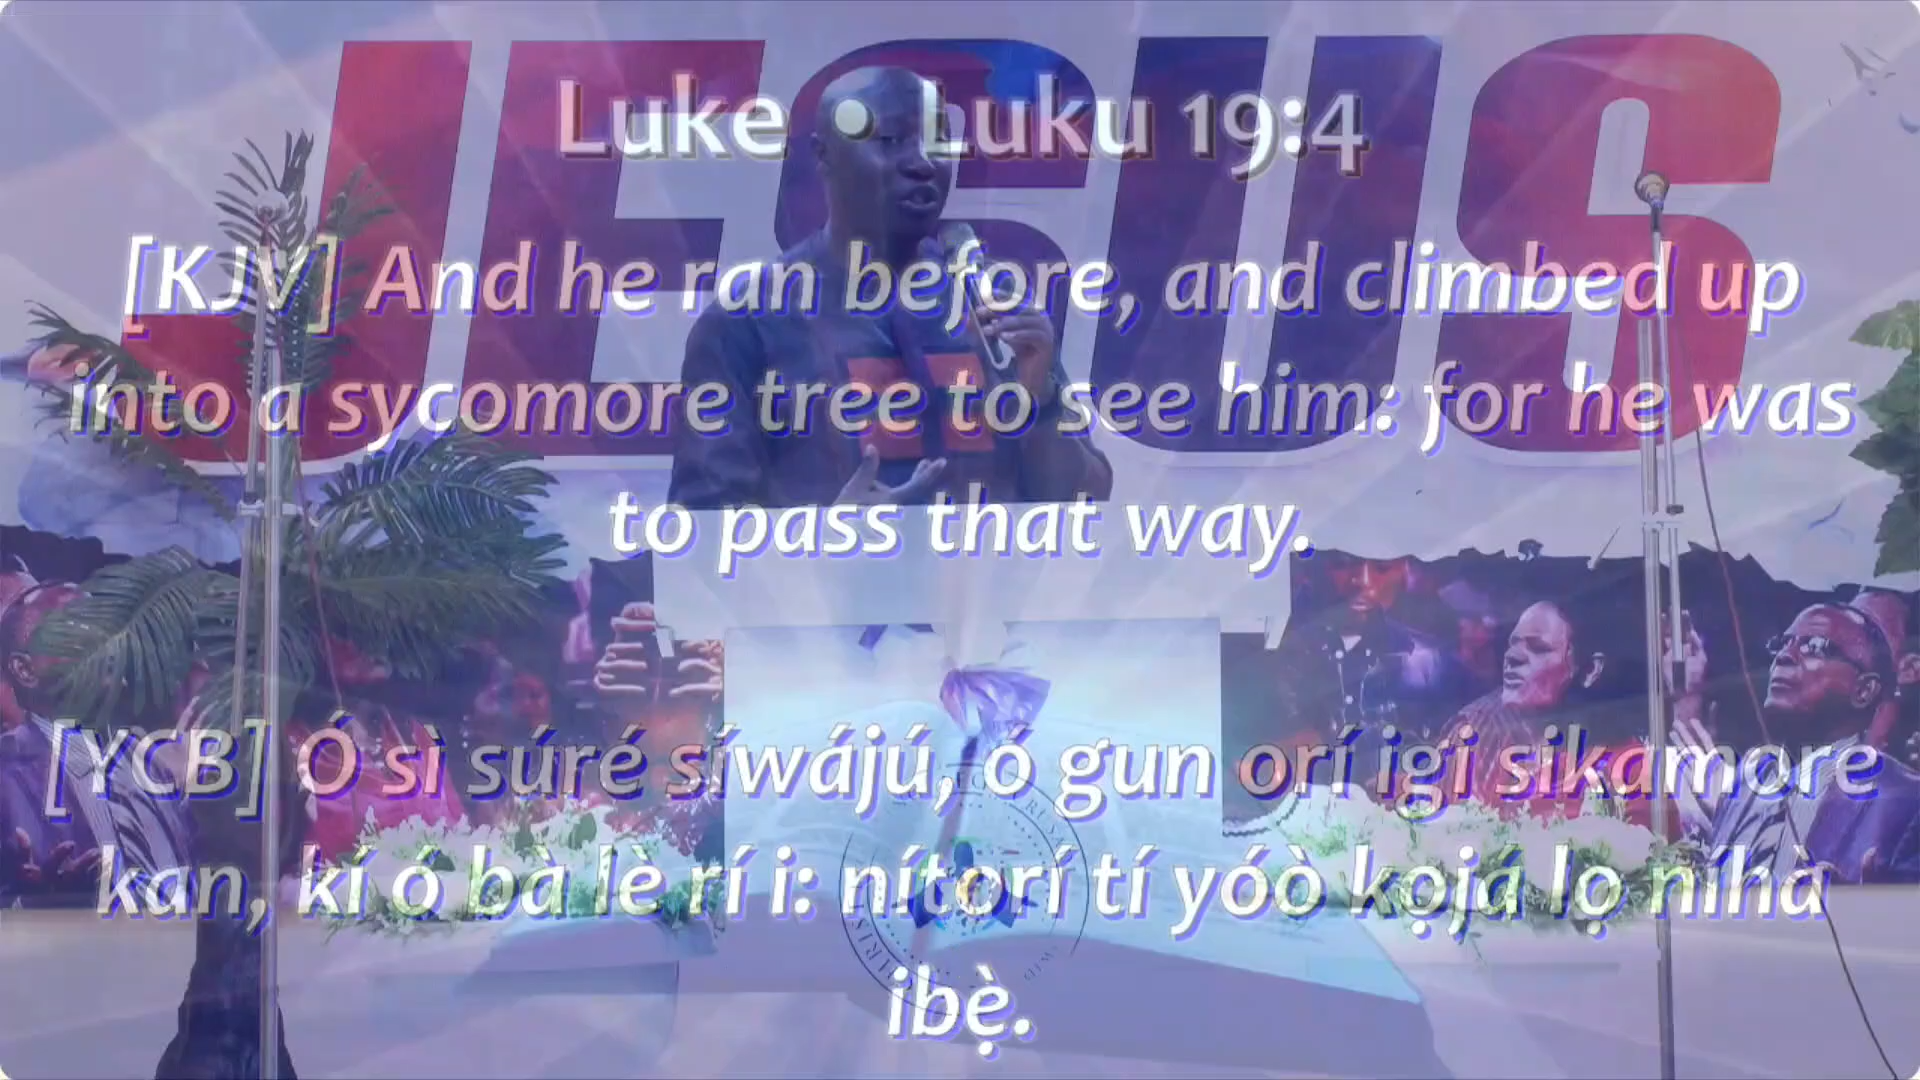 JESUS
Luke • Luku 19:4
[KJV] And he ran before, and climbed up
into a sycomore tree to see him: for he was
to pass that way.
[YCB] Ó sì súré síwájú, ó gun orí igi sikamore
kan, kí ó bà lè rí i: nítorí tí yóò kọjá lọ níhà
ibẹ̀.